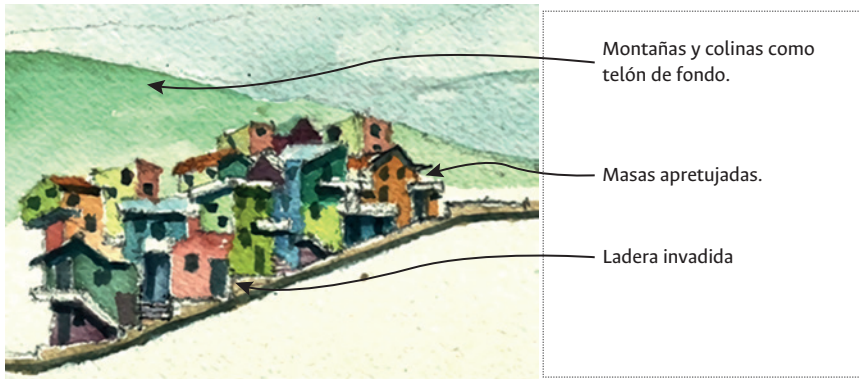 Montañas y colinas como
telón de fondo.
Masas apretujadas.
Ladera invadida